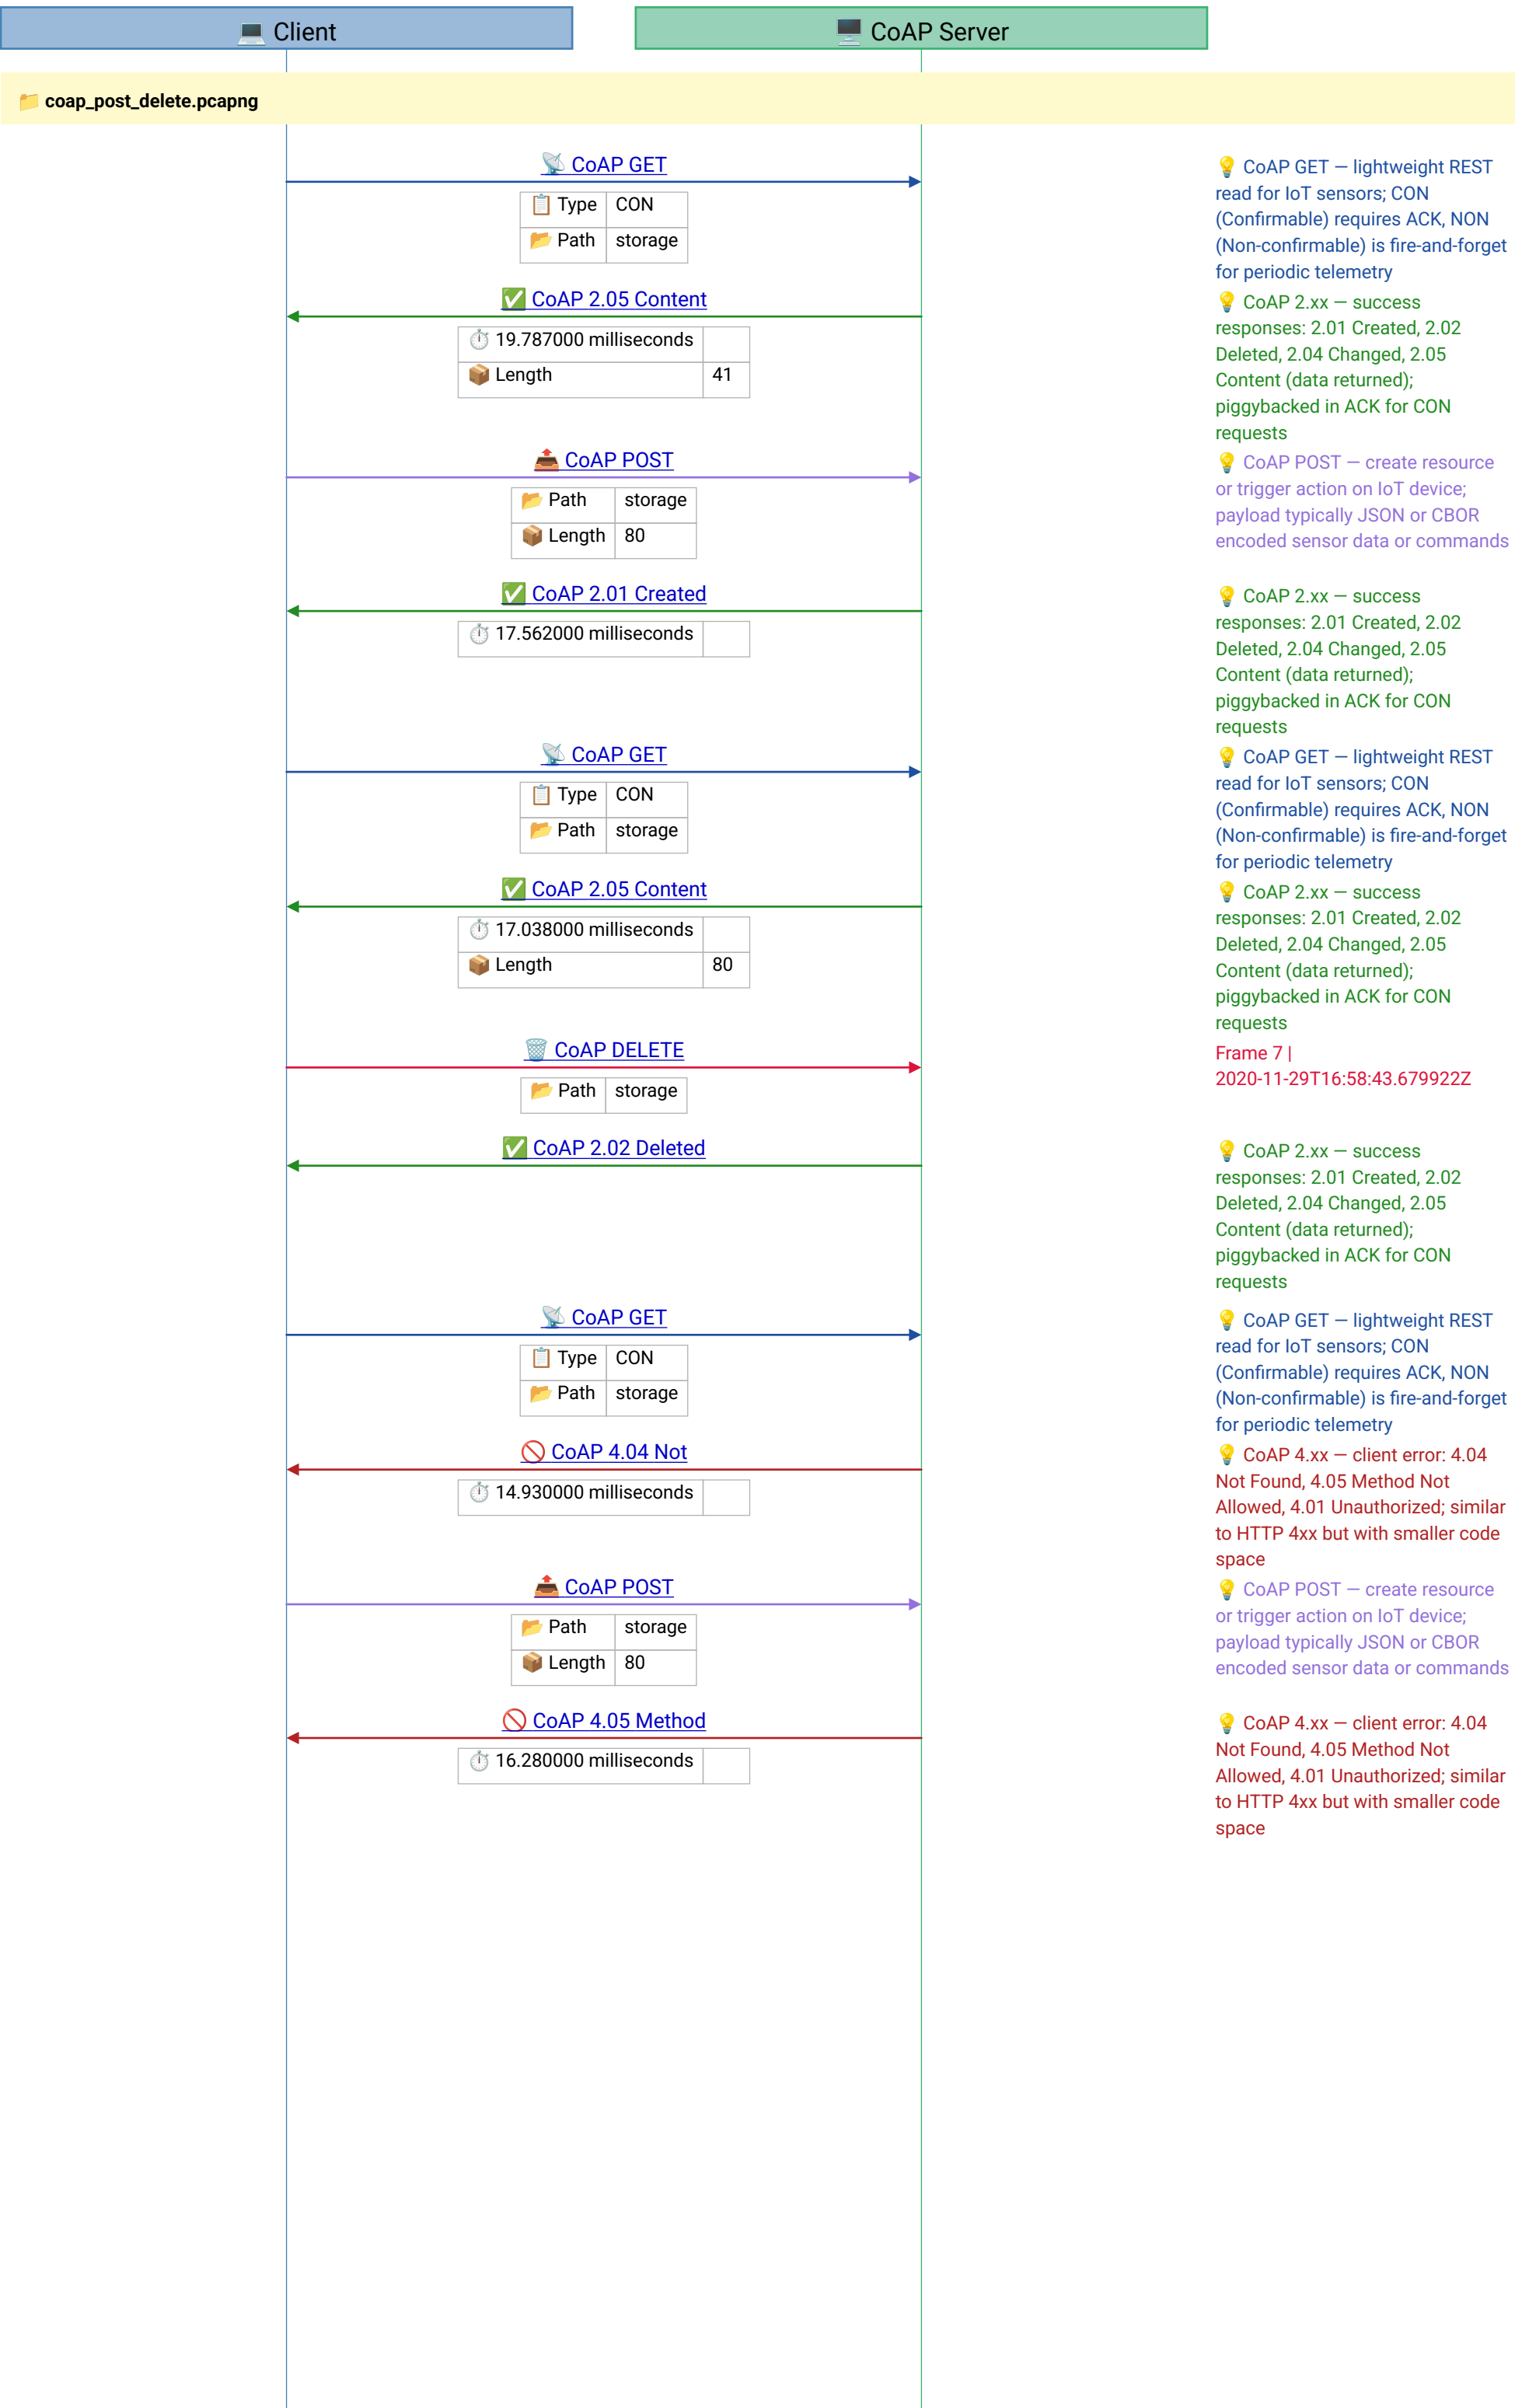 💻 Client
🖥️ CoAP Server
📁 coap_post_delete.pcapng
📡 CoAP GET
📋 Type CON
📂 Path storage
💡 CoAP GET — lightweight REST
read for IoT sensors; CON
(Confirmable) requires ACK, NON
(Non-confirmable) is fire-and-forget
for periodic telemetry
✅ CoAP 2.05 Content
⏱️ 19.787000 milliseconds
📦 Length 41
💡 CoAP 2.xx — success
responses: 2.01 Created, 2.02
Deleted, 2.04 Changed, 2.05
Content (data returned);
piggybacked in ACK for CON
requests
📤 CoAP POST
📂 Path storage
📦 Length 80
💡 CoAP POST — create resource
or trigger action on IoT device;
payload typically JSON or CBOR
encoded sensor data or commands
✅ CoAP 2.01 Created
⏱️ 17.562000 milliseconds
💡 CoAP 2.xx — success
responses: 2.01 Created, 2.02
Deleted, 2.04 Changed, 2.05
Content (data returned);
piggybacked in ACK for CON
requests
📡 CoAP GET
📋 Type CON
📂 Path storage
💡 CoAP GET — lightweight REST
read for IoT sensors; CON
(Confirmable) requires ACK, NON
(Non-confirmable) is fire-and-forget
for periodic telemetry
✅ CoAP 2.05 Content
⏱️ 17.038000 milliseconds
📦 Length 80
💡 CoAP 2.xx — success
responses: 2.01 Created, 2.02
Deleted, 2.04 Changed, 2.05
Content (data returned);
piggybacked in ACK for CON
requests
🗑️ CoAP DELETE
📂 Path storage
Frame 7 |
2020-11-29T16:58:43.679922Z
✅ CoAP 2.02 Deleted
💡 CoAP 2.xx — success
responses: 2.01 Created, 2.02
Deleted, 2.04 Changed, 2.05
Content (data returned);
piggybacked in ACK for CON
requests
📡 CoAP GET
📋 Type CON
📂 Path storage
💡 CoAP GET — lightweight REST
read for IoT sensors; CON
(Confirmable) requires ACK, NON
(Non-confirmable) is fire-and-forget
for periodic telemetry
🚫 CoAP 4.04 Not
⏱️ 14.930000 milliseconds
💡 CoAP 4.xx — client error: 4.04
Not Found, 4.05 Method Not
Allowed, 4.01 Unauthorized; similar
to HTTP 4xx but with smaller code
space
📤 CoAP POST
📂 Path storage
📦 Length 80
💡 CoAP POST — create resource
or trigger action on IoT device;
payload typically JSON or CBOR
encoded sensor data or commands
🚫 CoAP 4.05 Method
⏱️ 16.280000 milliseconds
💡 CoAP 4.xx — client error: 4.04
Not Found, 4.05 Method Not
Allowed, 4.01 Unauthorized; similar
to HTTP 4xx but with smaller code
space